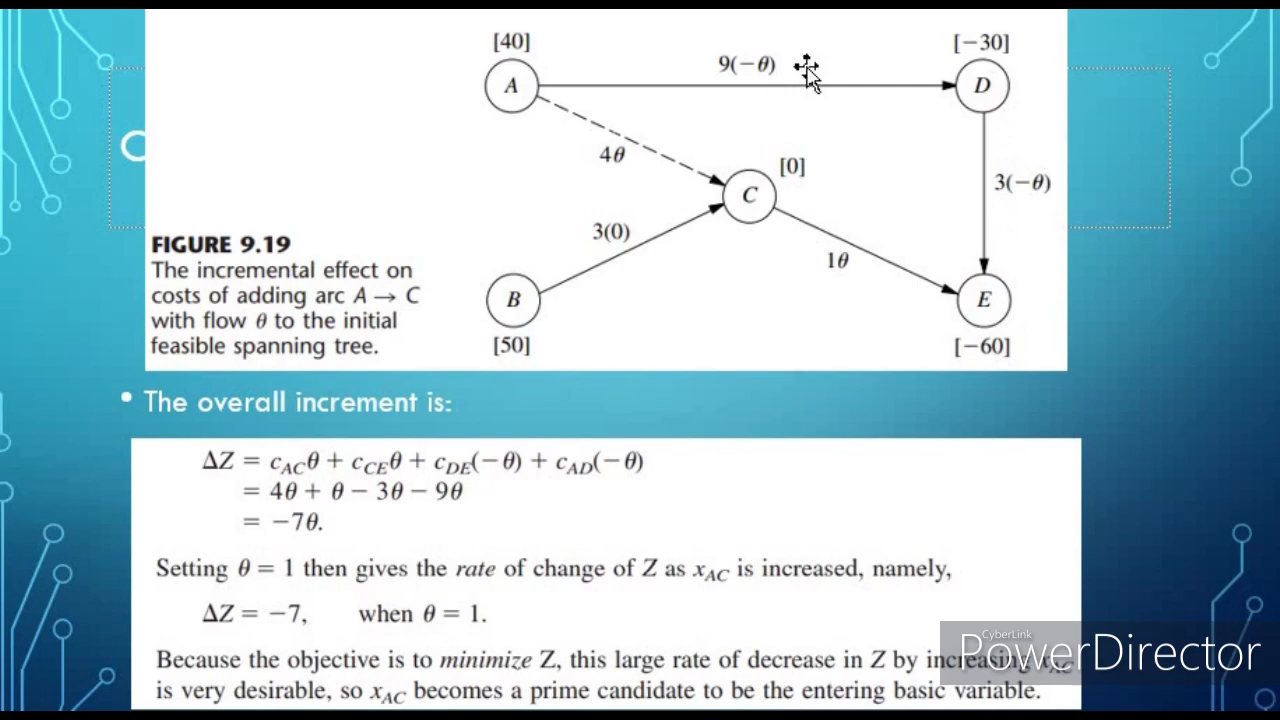 [40]
[−30]
9(−θ)
A
D
4θ
[0]
C
3(−θ)
FIGURE 9.19
The incremental effect on
costs of adding arc A → C
with flow θ to the initial
feasible spanning tree.
3(0)
1θ
B
E
[50]
[−60]
• The overall increment is:
ΔZ = c_ACθ + c_CEθ + c_DE(−θ) + c_AD(−θ)
= 4θ + θ − 3θ − 9θ
= −7θ.
Setting θ = 1 then gives the rate of change of Z as x_AC is increased, namely,
ΔZ = −7, when θ = 1.
Because the objective is to minimize Z, this large rate of decrease in Z by increasing x_AC
is very desirable, so x_AC becomes a prime candidate to be the entering basic variable.
CyberLink
PowerDirector